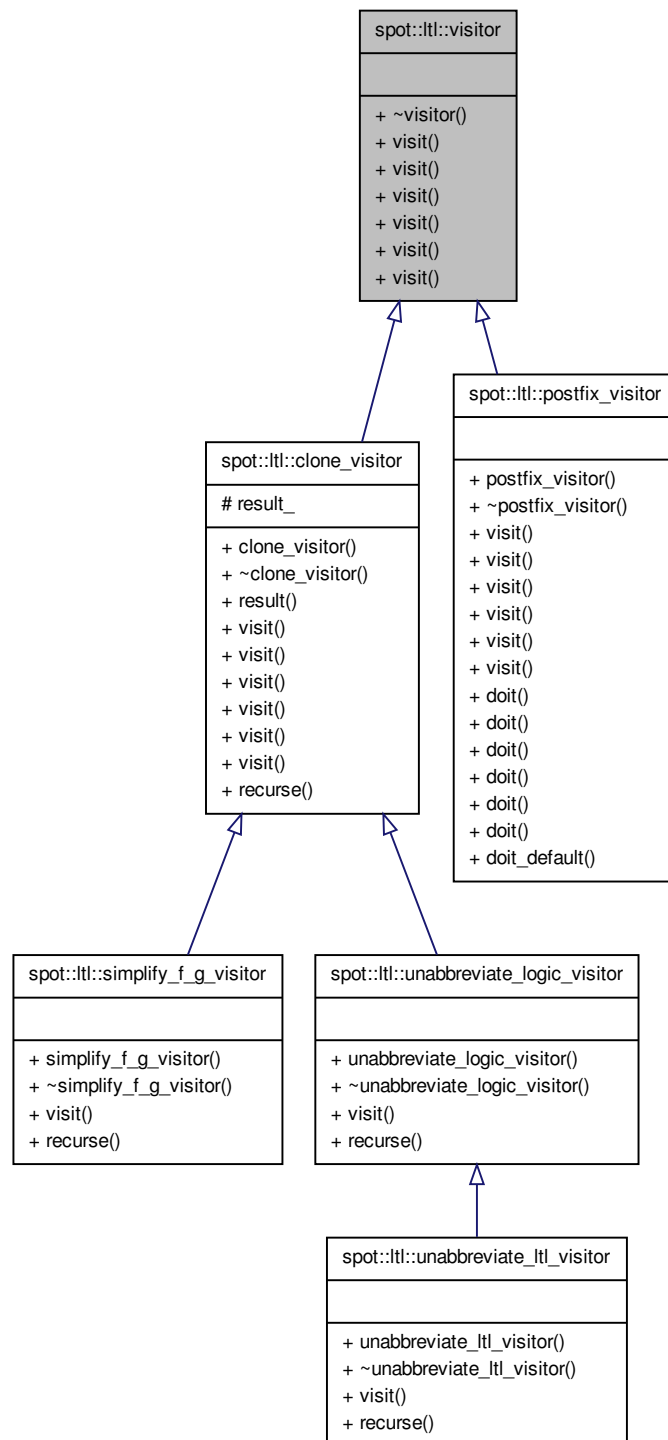 spot::ltl::visitor
+ ~visitor()
+ visit()
+ visit()
+ visit()
+ visit()
+ visit()
+ visit()
spot::ltl::clone_visitor
# result_
+ clone_visitor()
+ ~clone_visitor()
+ result()
+ visit()
+ visit()
+ visit()
+ visit()
+ visit()
+ visit()
+ recurse()
spot::ltl::postfix_visitor
+ postfix_visitor()
+ ~postfix_visitor()
+ visit()
+ visit()
+ visit()
+ visit()
+ visit()
+ visit()
+ doit()
+ doit()
+ doit()
+ doit()
+ doit()
+ doit()
+ doit_default()
spot::ltl::simplify_f_g_visitor
+ simplify_f_g_visitor()
+ ~simplify_f_g_visitor()
+ visit()
+ recurse()
spot::ltl::unabbreviate_logic_visitor
+ unabbreviate_logic_visitor()
+ ~unabbreviate_logic_visitor()
+ visit()
+ recurse()
spot::ltl::unabbreviate_ltl_visitor
+ unabbreviate_ltl_visitor()
+ ~unabbreviate_ltl_visitor()
+ visit()
+ recurse()